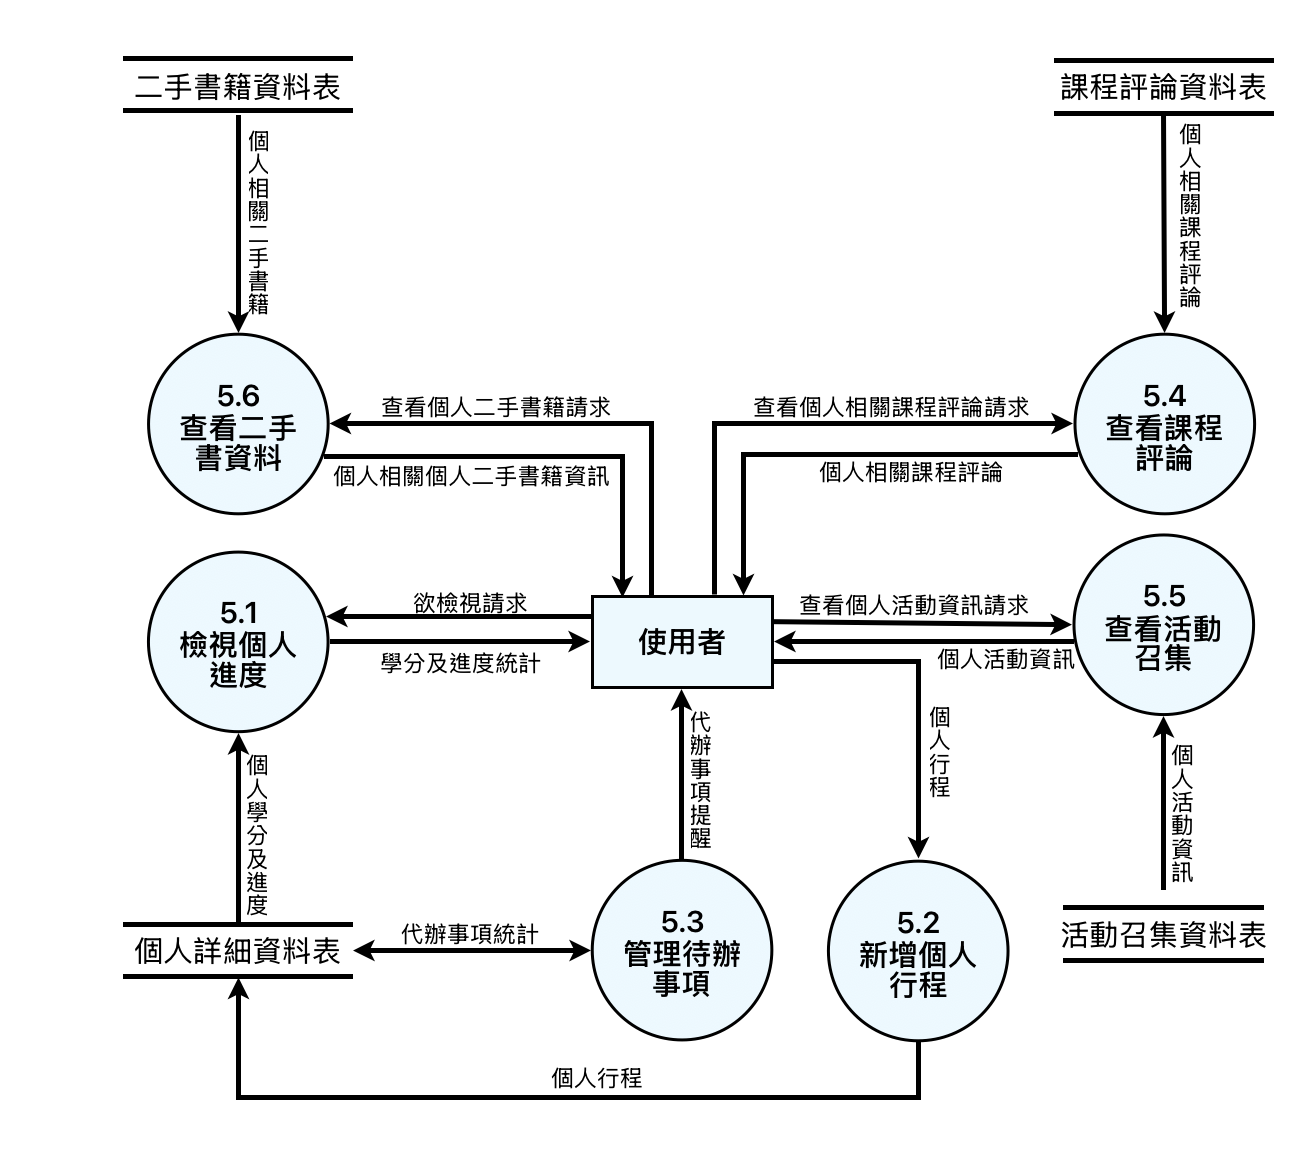 二手書籍資料表
課程評論資料表
個人相關二手書籍
個人相關課程評論
5.6
查看二手
書資料
查看個人二手書籍請求
個人相關個人二手書籍資訊
查看個人相關課程評論請求
個人相關課程評論
5.4
查看課程
評論
5.1
檢視個人
進度
欲檢視請求
學分及進度統計
使用者
查看個人活動資訊請求
個人活動資訊
5.5
查看活動
召集
個人學分及進度
代辦事項提醒
個人行程
個人活動資訊
個人詳細資料表
代辦事項統計
5.3
管理待辦
事項
5.2
新增個人
行程
活動召集資料表
個人行程